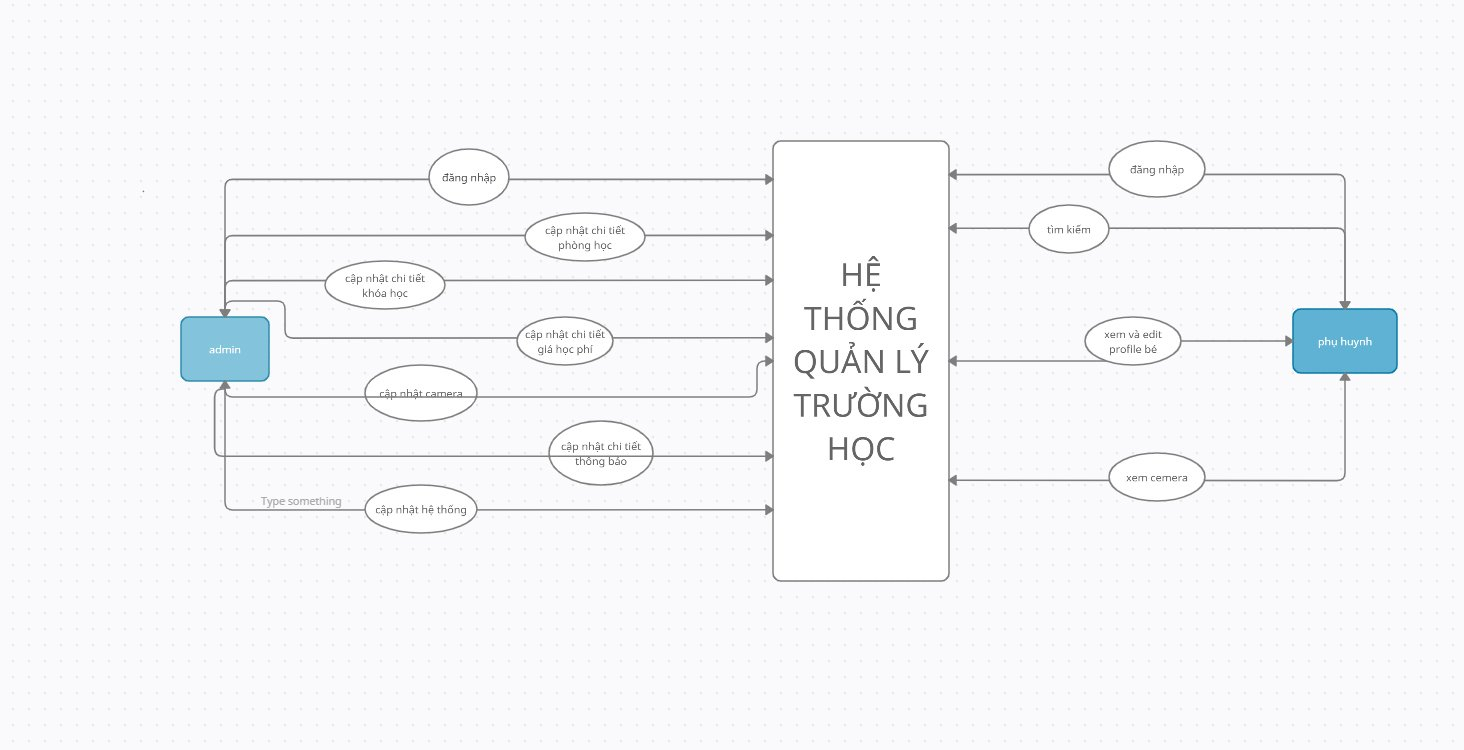 đăng nhập
cập nhật chi tiết
phòng học
cập nhật chi tiết
khóa học
cập nhật chi tiết
giá học phí
admin
cập nhật camera
cập nhật chi tiết
thông báo
Type something
cập nhật hệ thống
HỆ
THỐNG
QUẢN LÝ
TRƯỜNG
HỌC
đăng nhập
tìm kiếm
xem và edit
profile bé
phụ huynh
xem cemera